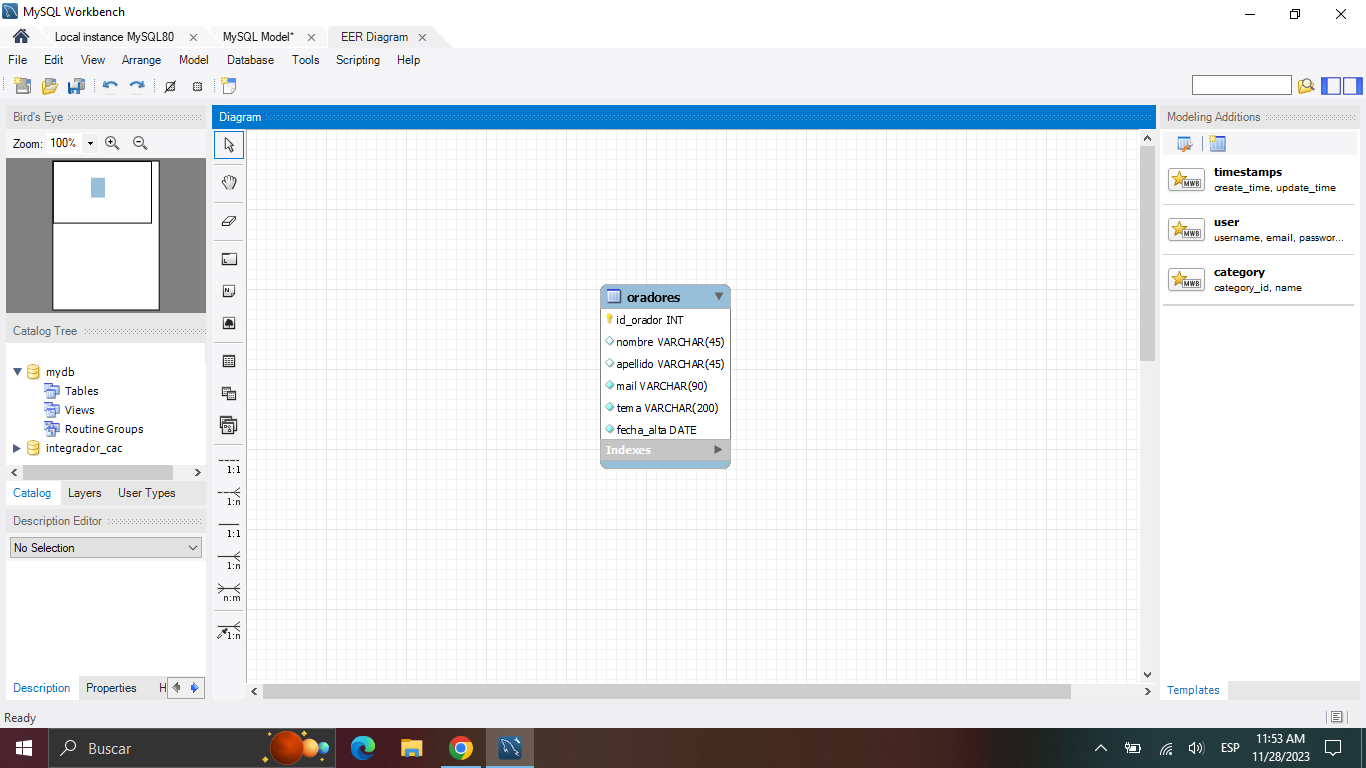 MySQL Workbench
Local instance MySQL80
MySQL Model*
EER Diagram
File Edit View Arrange Model Database Tools Scripting Help
Bird's Eye
Zoom: 100%
Catalog Tree
mydb
Tables
Views
Routine Groups
integrador_cac
Catalog Layers User Types
Description Editor
No Selection
Description Properties H
Diagram
1:1
1:n
1:1
1:n
n:m
1:n
oradores
id_orador INT
nombre VARCHAR(45)
apellido VARCHAR(45)
mail VARCHAR(90)
tema VARCHAR(200)
fecha_alta DATE
Indexes
Modeling Additions
MWB
timestamps
create_time, update_time
MWB
user
username, email, passwor...
MWB
category
category_id, name
Templates
Ready
Buscar
ESP
11:53 AM
11/28/2023